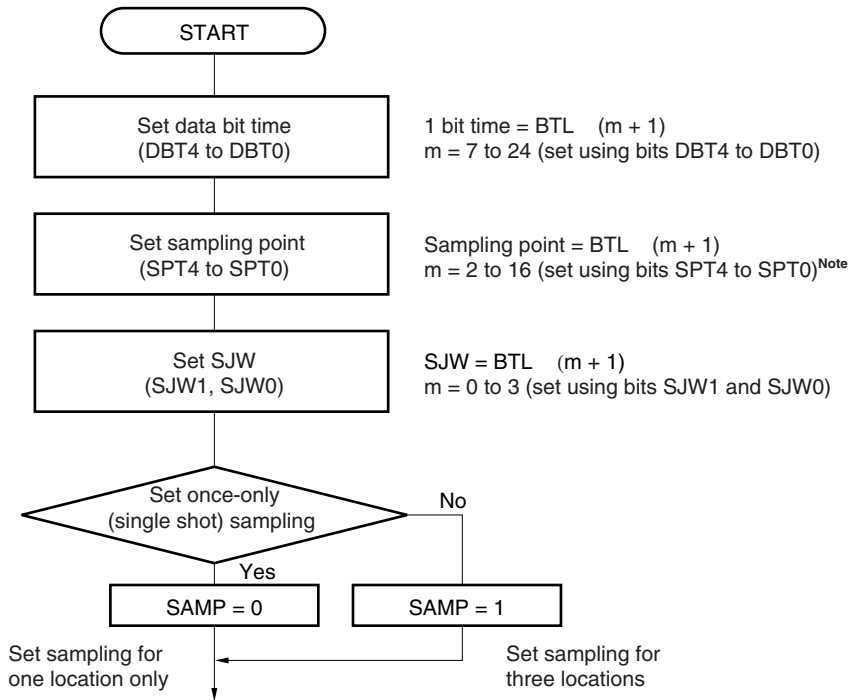 START
Set data bit time
(DBT4 to DBT0)
1 bit time = BTL (m + 1)
m = 7 to 24 (set using bits DBT4 to DBT0)
Set sampling point
(SPT4 to SPT0)
Sampling point = BTL (m + 1)
m = 2 to 16 (set using bits SPT4 to SPT0)Note
Set SJW
(SJW1, SJW0)
SJW = BTL (m + 1)
m = 0 to 3 (set using bits SJW1 and SJW0)
Set once-only
(single shot) sampling
No
Yes
SAMP = 0
SAMP = 1
Set sampling for
one location only
Set sampling for
three locations